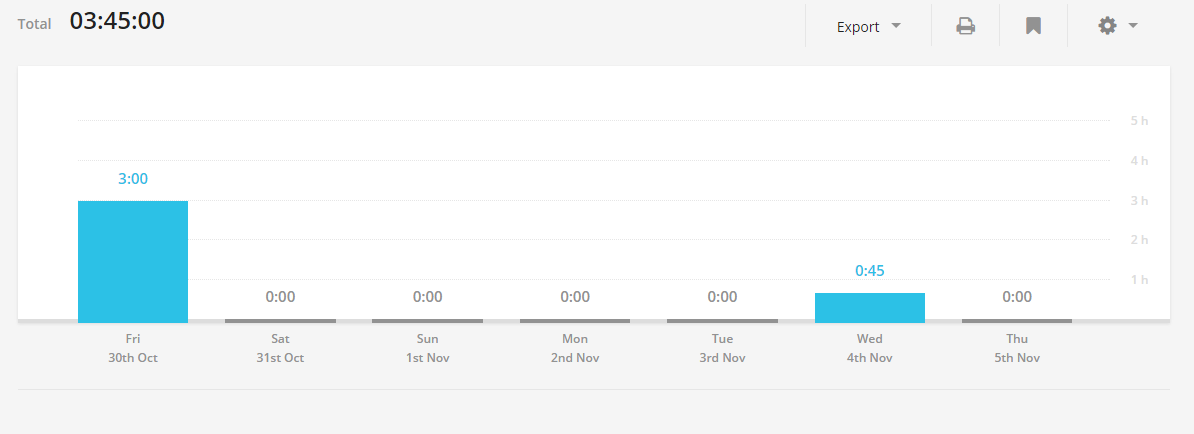 Total 03:45:00 Export
5 h
4 h
3:00
3 h
2 h
0:45
1 h
0:00 0:00 0:00 0:00 0:00
Fri Sat Sun Mon Tue Wed Thu
30th Oct 31st Oct 1st Nov 2nd Nov 3rd Nov 4th Nov 5th Nov